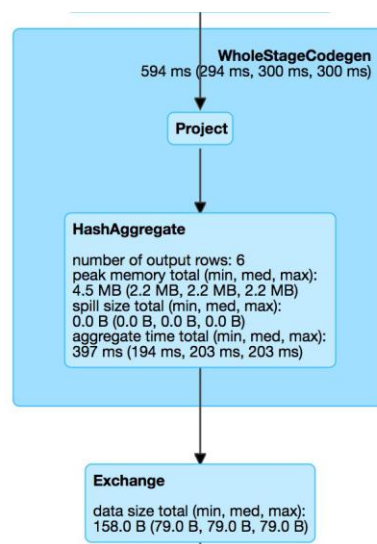 WholeStageCodegen
594 ms (294 ms, 300 ms, 300 ms)
Project
HashAggregate
number of output rows: 6
peak memory total (min, med, max):
4.5 MB (2.2 MB, 2.2 MB, 2.2 MB)
spill size total (min, med, max):
0.0 B (0.0 B, 0.0 B, 0.0 B)
aggregate time total (min, med, max):
397 ms (194 ms, 203 ms, 203 ms)
Exchange
data size total (min, med, max):
158.0 B (79.0 B, 79.0 B, 79.0 B)